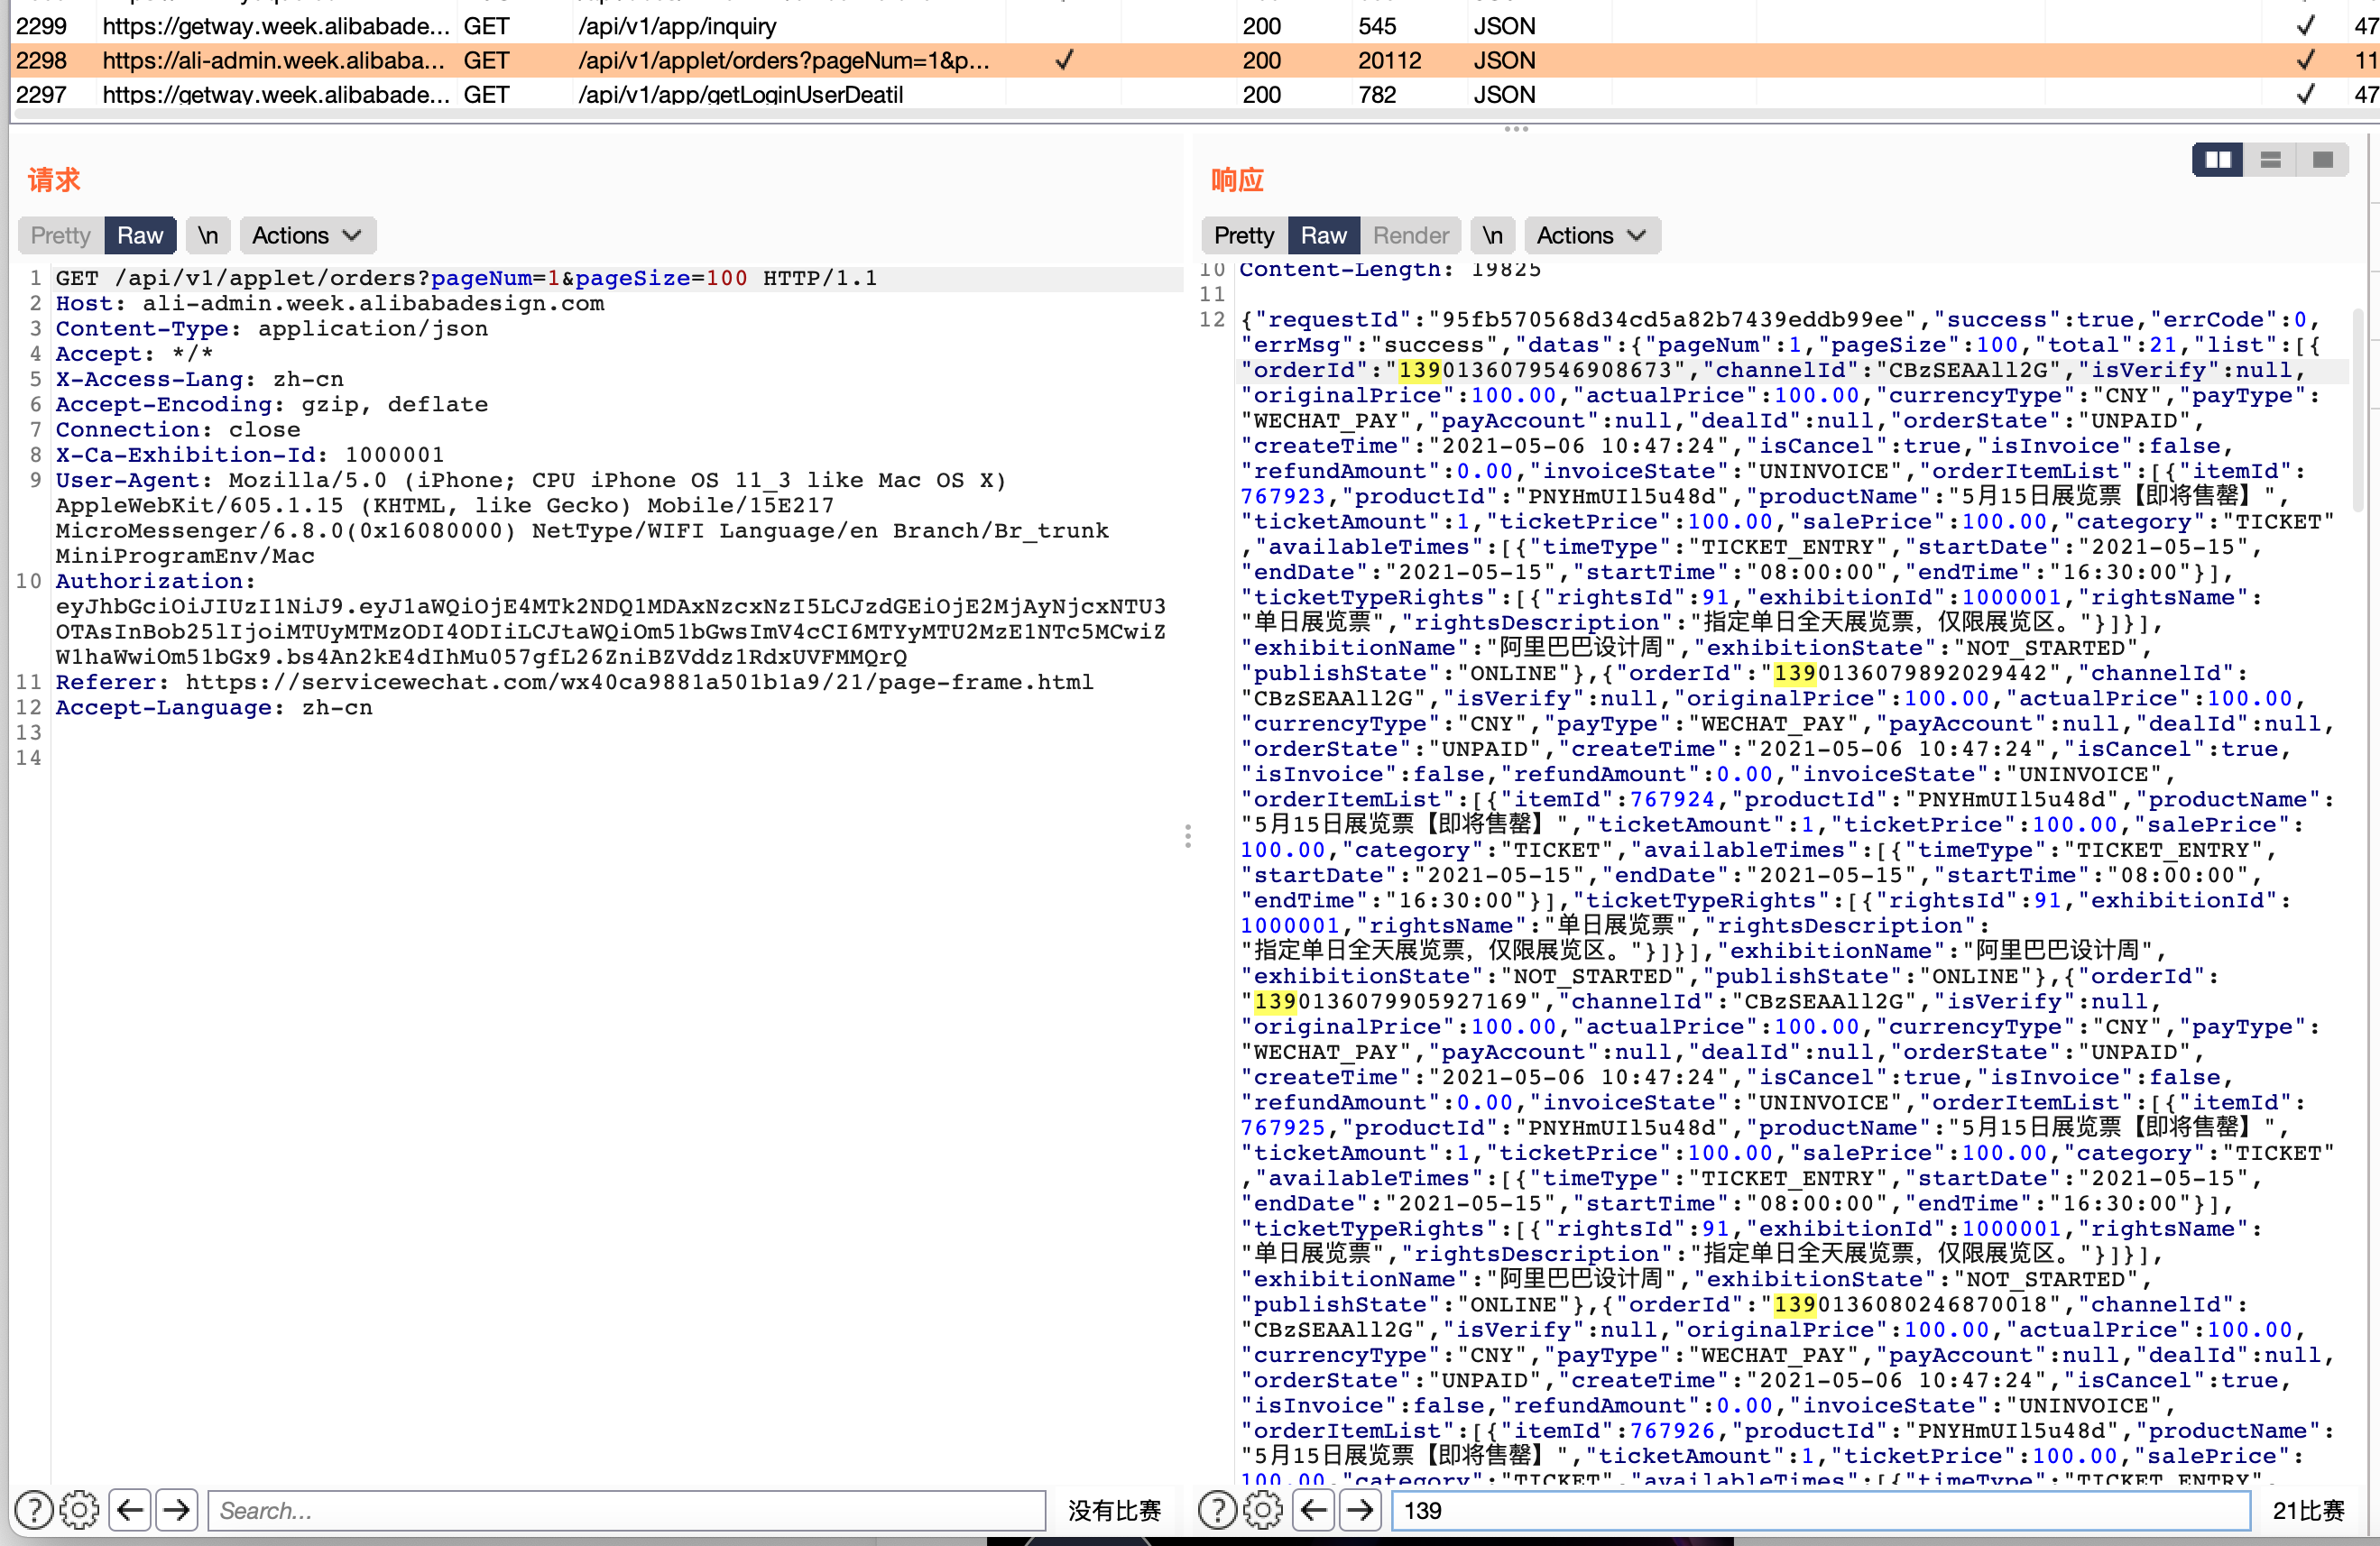 2299 https://getway.week.alibabade... GET /api/v1/app/inquiry 200 545 JSON 47
2298 https://ali-admin.week.alibaba... GET /api/v1/applet/orders?pageNum=1&p... 200 20112 JSON 11
2297 https://getway.week.alibabade... GET /api/v1/app/getLoginUserDeatil 200 782 JSON 47
请求
Pretty Raw \n Actions
1 GET /api/v1/applet/orders?pageNum=1&pageSize=100 HTTP/1.1
2 Host: ali-admin.week.alibabadesign.com
3 Content-Type: application/json
4 Accept: */*
5 X-Access-Lang: zh-cn
6 Accept-Encoding: gzip, deflate
7 Connection: close
8 X-Ca-Exhibition-Id: 1000001
9 User-Agent: Mozilla/5.0 (iPhone; CPU iPhone OS 11_3 like Mac OS X)
AppleWebKit/605.1.15 (KHTML, like Gecko) Mobile/15E217
MicroMessenger/6.8.0(0x16080000) NetType/WIFI Language/en Branch/Br_trunk
MiniProgramEnv/Mac
10 Authorization:
eyJhbGciOiJIUzI1NiJ9.eyJ1aWQiOjE4MTk2NDQ1MDAxNzcxNzI5LCJzdGEiOjE2MjAyNjcxNTU3
OTAsInBob25lIjoiMTUyMTMzODI4ODIiLCJtaWQiOm51bGwsImV4cCI6MTYyMTU2MzE1NTc5MCwiZ
W1haWwiOm51bGx9.bs4An2kE4dIhMu057gfL26ZniBZVddz1RdxUVFMMQrQ
11 Referer: https://servicewechat.com/wx40ca9881a501b1a9/21/page-frame.html
12 Accept-Language: zh-cn
13
14
Search...
没有比赛
响应
Pretty Raw Render \n Actions
10 Content-Length: 19825
11
12 {"requestId":"95fb570568d34cd5a82b7439eddb99ee","success":true,"errCode":0,
"errMsg":"success","datas":{"pageNum":1,"pageSize":100,"total":21,"list":[{
"orderId":"1390136079546908673","channelId":"CBzSEAAll2G","isVerify":null,
"originalPrice":100.00,"actualPrice":100.00,"currencyType":"CNY","payType":
"WECHAT_PAY","payAccount":null,"dealId":null,"orderState":"UNPAID",
"createTime":"2021-05-06 10:47:24","isCancel":true,"isInvoice":false,
"refundAmount":0.00,"invoiceState":"UNINVOICE","orderItemList":[{"itemId":
767923,"productId":"PNYHmUIl5u48d","productName":"5月15日展览票【即将售罄】",
"ticketAmount":1,"ticketPrice":100.00,"salePrice":100.00,"category":"TICKET"
,"availableTimes":[{"timeType":"TICKET_ENTRY","startDate":"2021-05-15",
"endDate":"2021-05-15","startTime":"08:00:00","endTime":"16:30:00"}],
"ticketTypeRights":[{"rightsId":91,"exhibitionId":1000001,"rightsName":
"单日展览票","rightsDescription":"指定单日全天展览票，仅限展览区。"}]}],
"exhibitionName":"阿里巴巴设计周","exhibitionState":"NOT_STARTED",
"publishState":"ONLINE"},{"orderId":"1390136079892029442","channelId":
"CBzSEAAll2G","isVerify":null,"originalPrice":100.00,"actualPrice":100.00,
"currencyType":"CNY","payType":"WECHAT_PAY","payAccount":null,"dealId":null,
"orderState":"UNPAID","createTime":"2021-05-06 10:47:24","isCancel":true,
"isInvoice":false,"refundAmount":0.00,"invoiceState":"UNINVOICE",
"orderItemList":[{"itemId":767924,"productId":"PNYHmUIl5u48d","productName":
"5月15日展览票【即将售罄】","ticketAmount":1,"ticketPrice":100.00,"salePrice":
100.00,"category":"TICKET","availableTimes":[{"timeType":"TICKET_ENTRY",
"startDate":"2021-05-15","endDate":"2021-05-15","startTime":"08:00:00",
"endTime":"16:30:00"}],"ticketTypeRights":[{"rightsId":91,"exhibitionId":
1000001,"rightsName":"单日展览票","rightsDescription":
"指定单日全天展览票，仅限展览区。"}]}],"exhibitionName":"阿里巴巴设计周",
"exhibitionState":"NOT_STARTED","publishState":"ONLINE"},{"orderId":
"1390136079905927169","channelId":"CBzSEAAll2G","isVerify":null,
"originalPrice":100.00,"actualPrice":100.00,"currencyType":"CNY","payType":
"WECHAT_PAY","payAccount":null,"dealId":null,"orderState":"UNPAID",
"createTime":"2021-05-06 10:47:24","isCancel":true,"isInvoice":false,
"refundAmount":0.00,"invoiceState":"UNINVOICE","orderItemList":[{"itemId":
767925,"productId":"PNYHmUIl5u48d","productName":"5月15日展览票【即将售罄】",
"ticketAmount":1,"ticketPrice":100.00,"salePrice":100.00,"category":"TICKET"
,"availableTimes":[{"timeType":"TICKET_ENTRY","startDate":"2021-05-15",
"endDate":"2021-05-15","startTime":"08:00:00","endTime":"16:30:00"}],
"ticketTypeRights":[{"rightsId":91,"exhibitionId":1000001,"rightsName":
"单日展览票","rightsDescription":"指定单日全天展览票，仅限展览区。"}]}],
"exhibitionName":"阿里巴巴设计周","exhibitionState":"NOT_STARTED",
"publishState":"ONLINE"},{"orderId":"1390136080246870018","channelId":
"CBzSEAAll2G","isVerify":null,"originalPrice":100.00,"actualPrice":100.00,
"currencyType":"CNY","payType":"WECHAT_PAY","payAccount":null,"dealId":null,
"orderState":"UNPAID","createTime":"2021-05-06 10:47:24","isCancel":true,
"isInvoice":false,"refundAmount":0.00,"invoiceState":"UNINVOICE",
"orderItemList":[{"itemId":767926,"productId":"PNYHmUIl5u48d","productName":
"5月15日展览票【即将售罄】","ticketAmount":1,"ticketPrice":100.00,"salePrice":
100.00,"category":"TICKET","availableTimes":[{"timeType":"TICKET_ENTRY",
139
21比赛